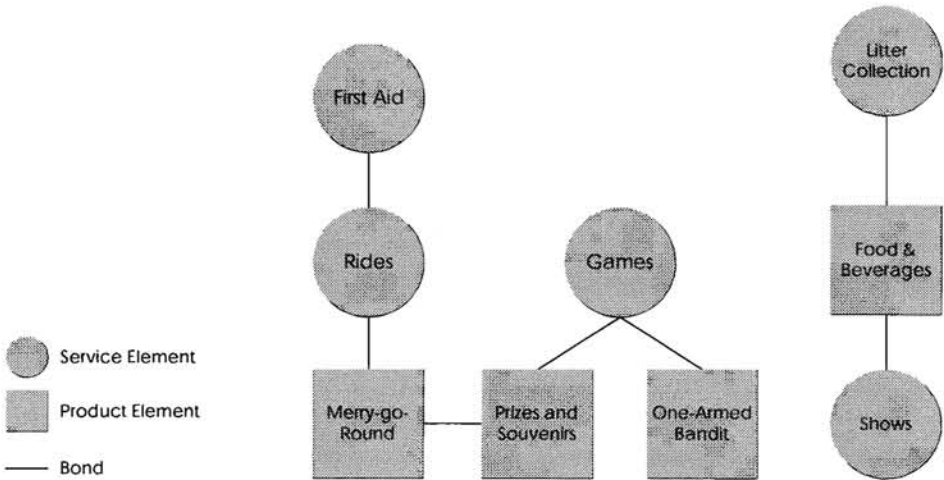 Litter
Collection
First Aid
Rides
Games
Food &
Beverages
Service Element
Product Element
Bond
Merry-go-
Round
Prizes and
Souvenirs
One-Armed
Bandit
Shows